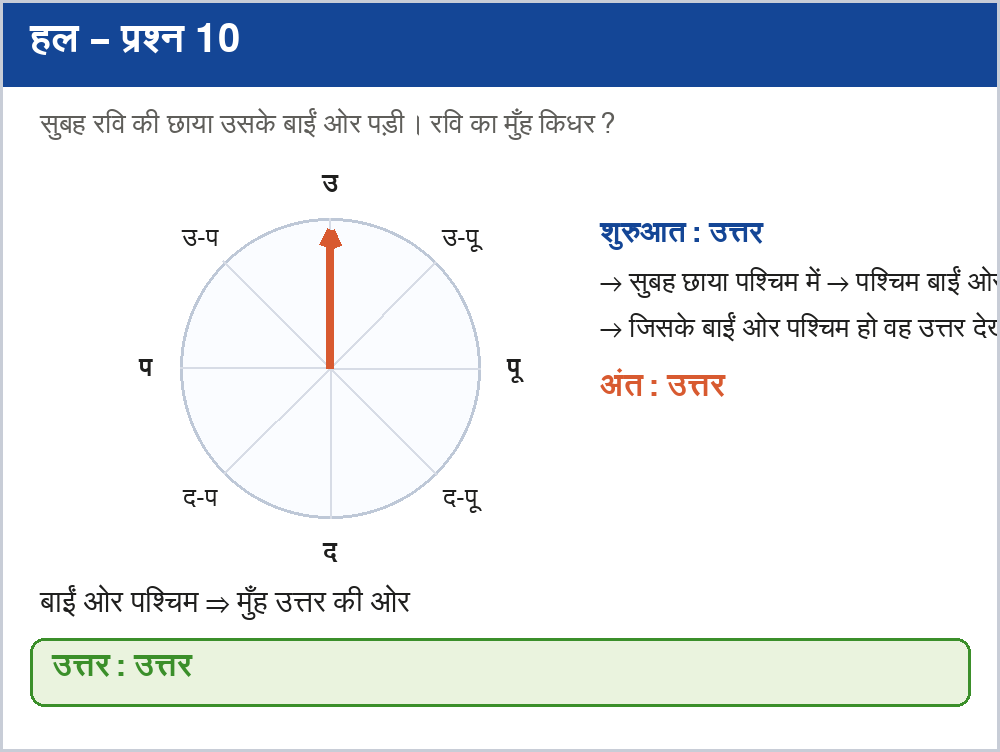 हल – प्रश्न 10
सुबह रवि की छाया उसके बाईं ओर पड़ी । रवि का मुँह किधर ?
उ
उ-प
उ-पू
प
पू
द-प
द-पू
द
शुरुआत : उत्तर
→ सुबह छाया पश्चिम में → पश्चिम बाईं ओर
→ जिसके बाईं ओर पश्चिम हो वह उत्तर
अंत : उत्तर
बाईं ओर पश्चिम ⇒ मुँह उत्तर की ओर
उत्तर : उत्तर